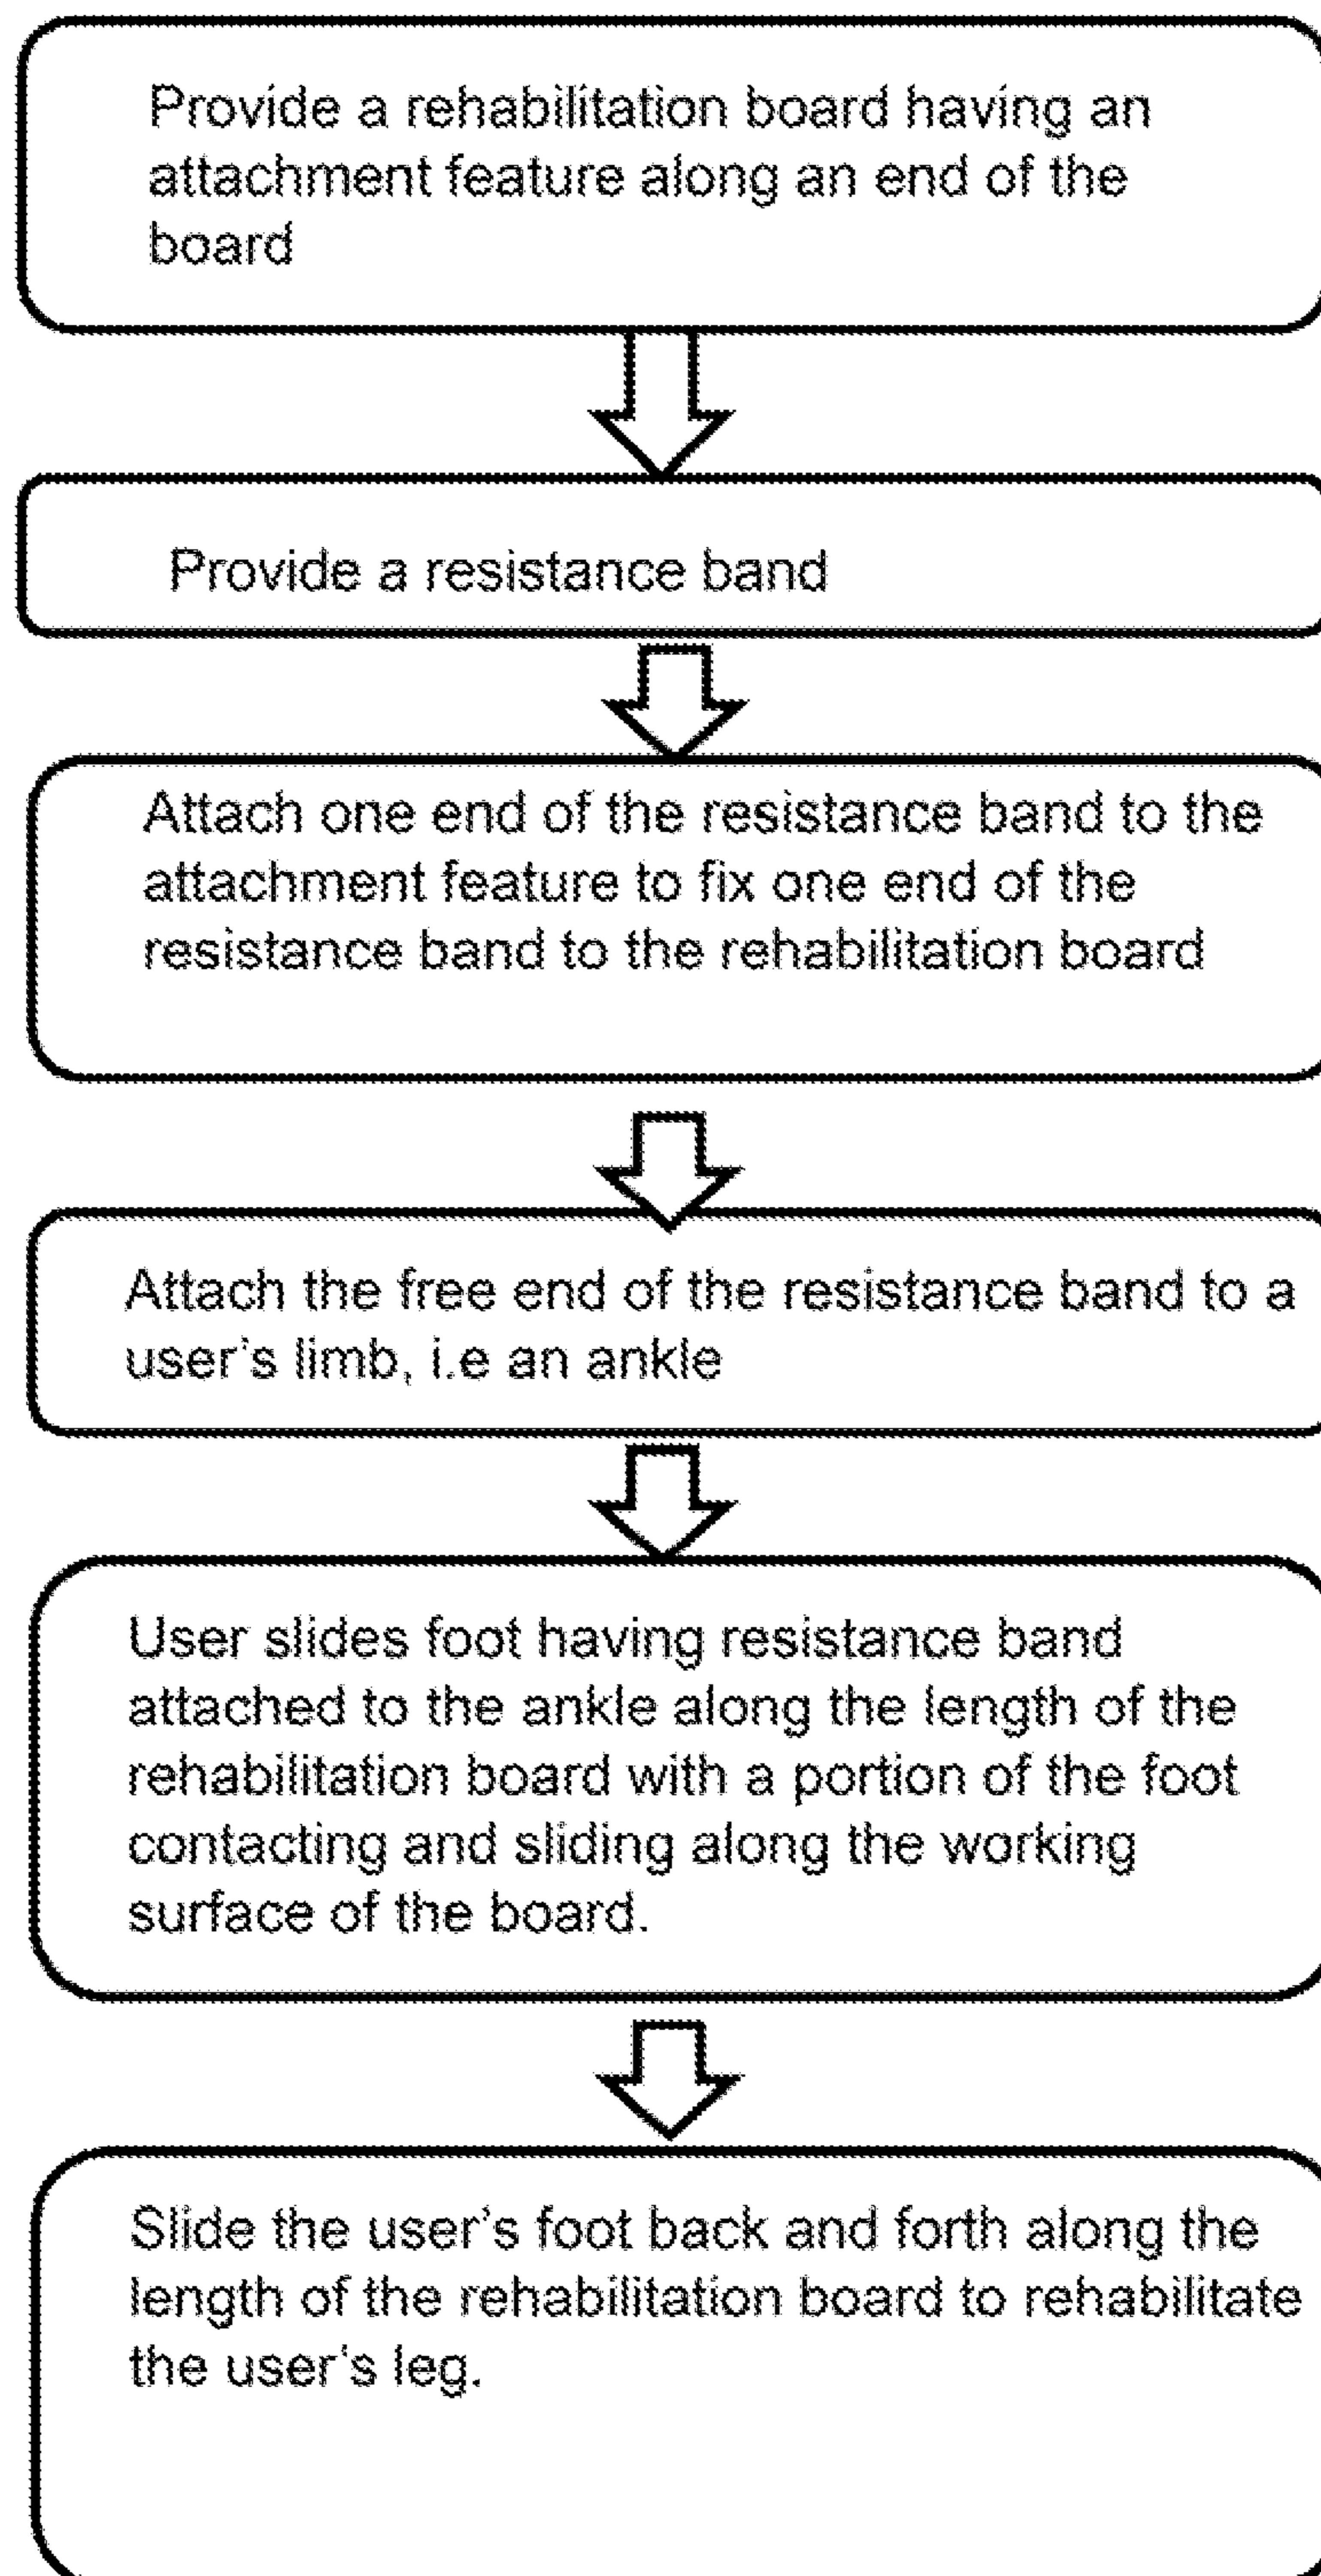 Provide a rehabilitation board having an
attachment feature along an end of the
board
Provide a resistance band
Attach one end of the resistance band to the
attachment feature to fix one end of the
resistance band to the rehabilitation board
Attach the free end of the resistance band to a
user's limb, i.e an ankle
User slides foot having resistance band
attached to the ankle along the length of the
rehabilitation board with a portion of the foot
contacting and sliding along the working
surface of the board.
Slide the user's foot back and forth along the
length of the rehabilitation board to rehabilitate
the user's leg.